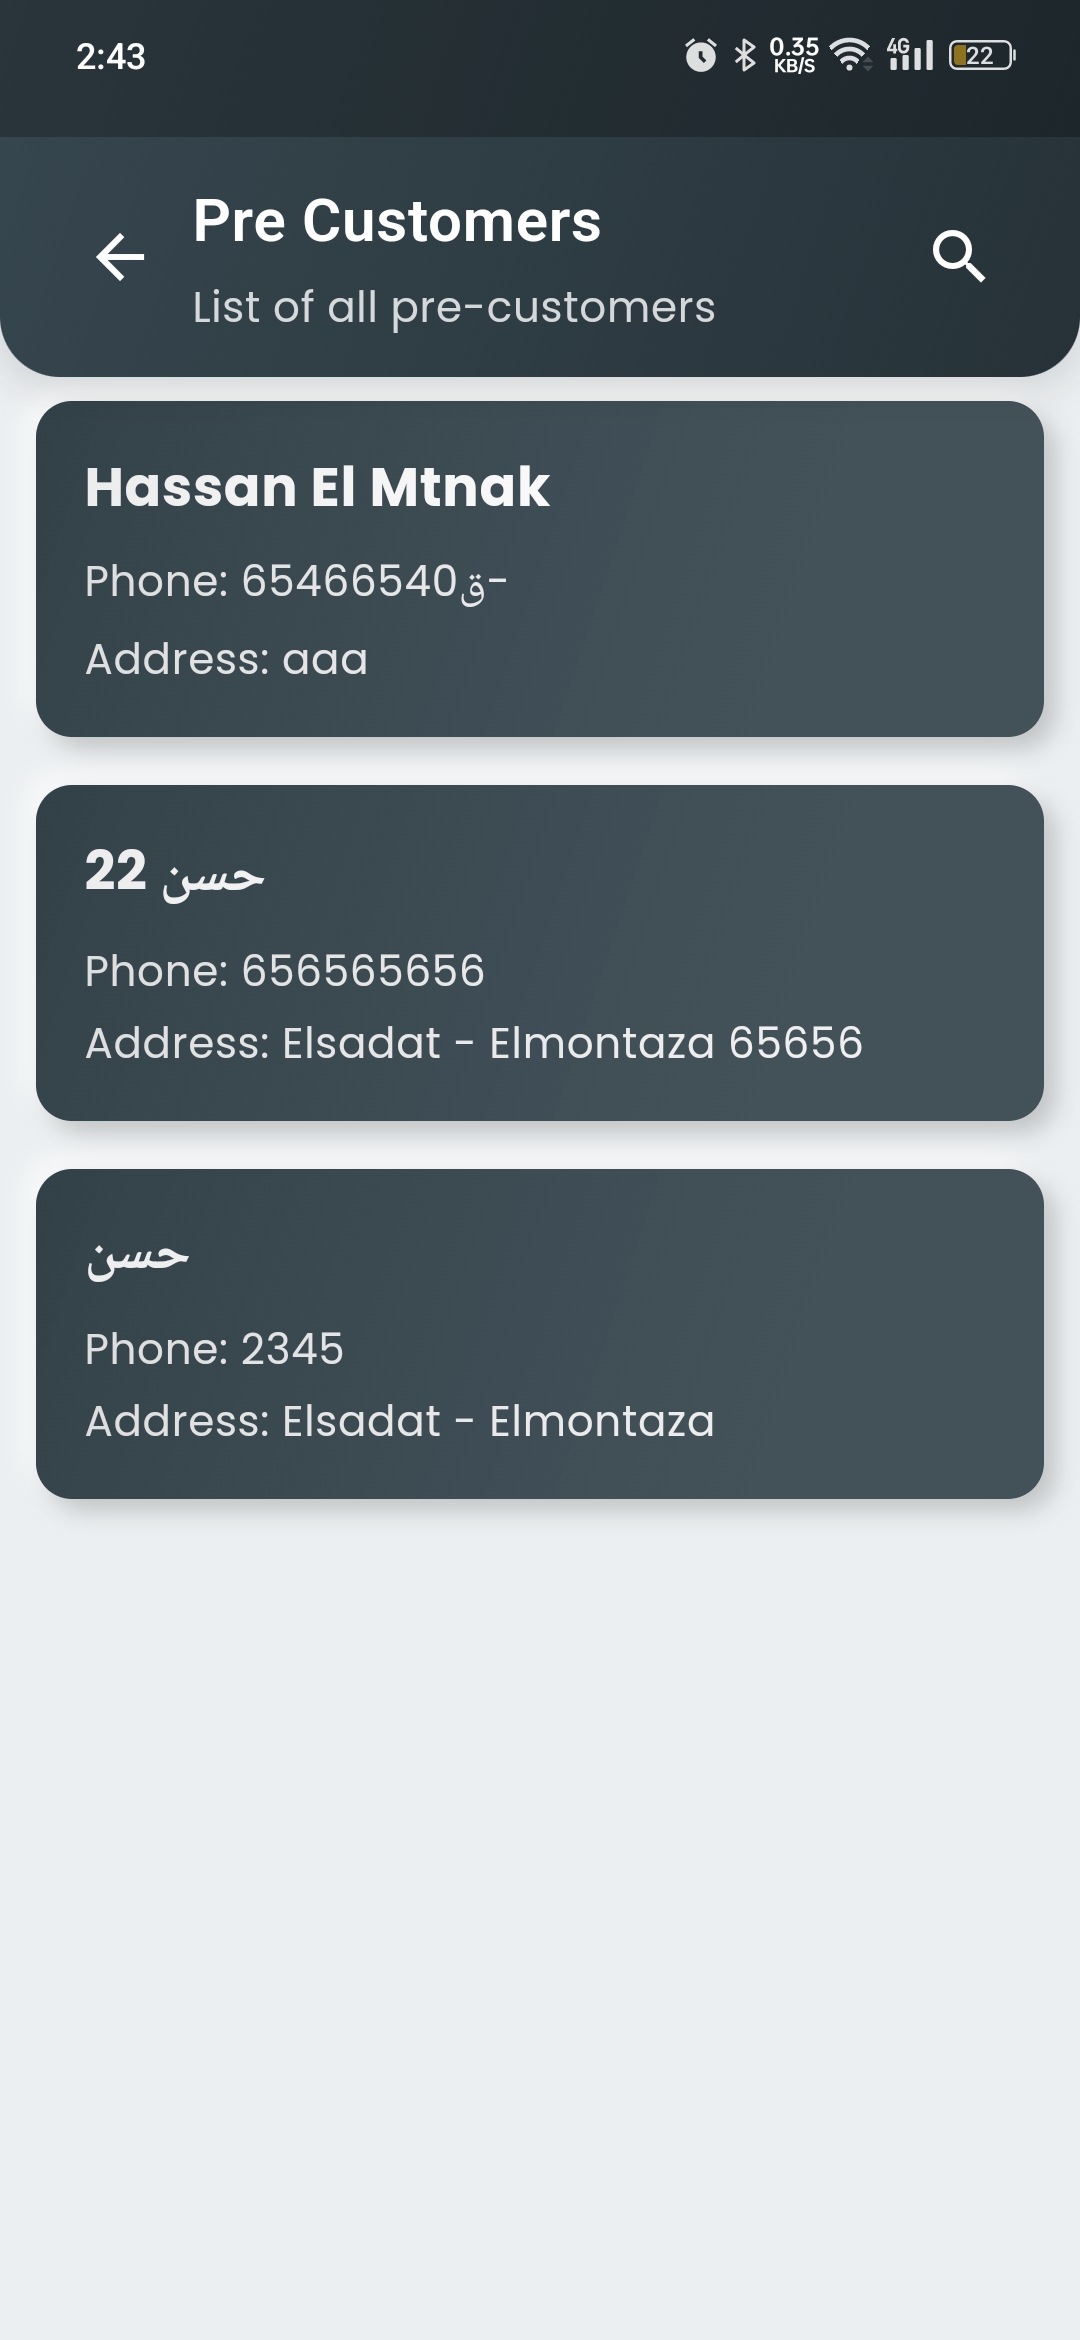 2:43
0.35 KB/S 4G 22
Pre Customers
List of all pre-customers
Hassan El Mtnak
Phone: 65466540ق-
Address: aaa
22 حسن
Phone: 656565656
Address: Elsadat - Elmontaza 65656
حسن
Phone: 2345
Address: Elsadat - Elmontaza